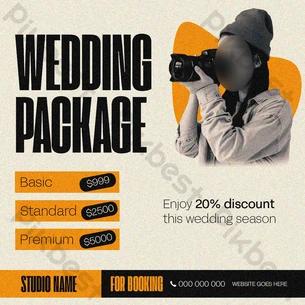 WEDDING
PACKAGE
Basic $999
Standard $2500
Premium $5000
Enjoy 20% discount
this wedding season
STUDIO NAME
FOR BOOKING
000 000 000
WEBSITE GOES HERE